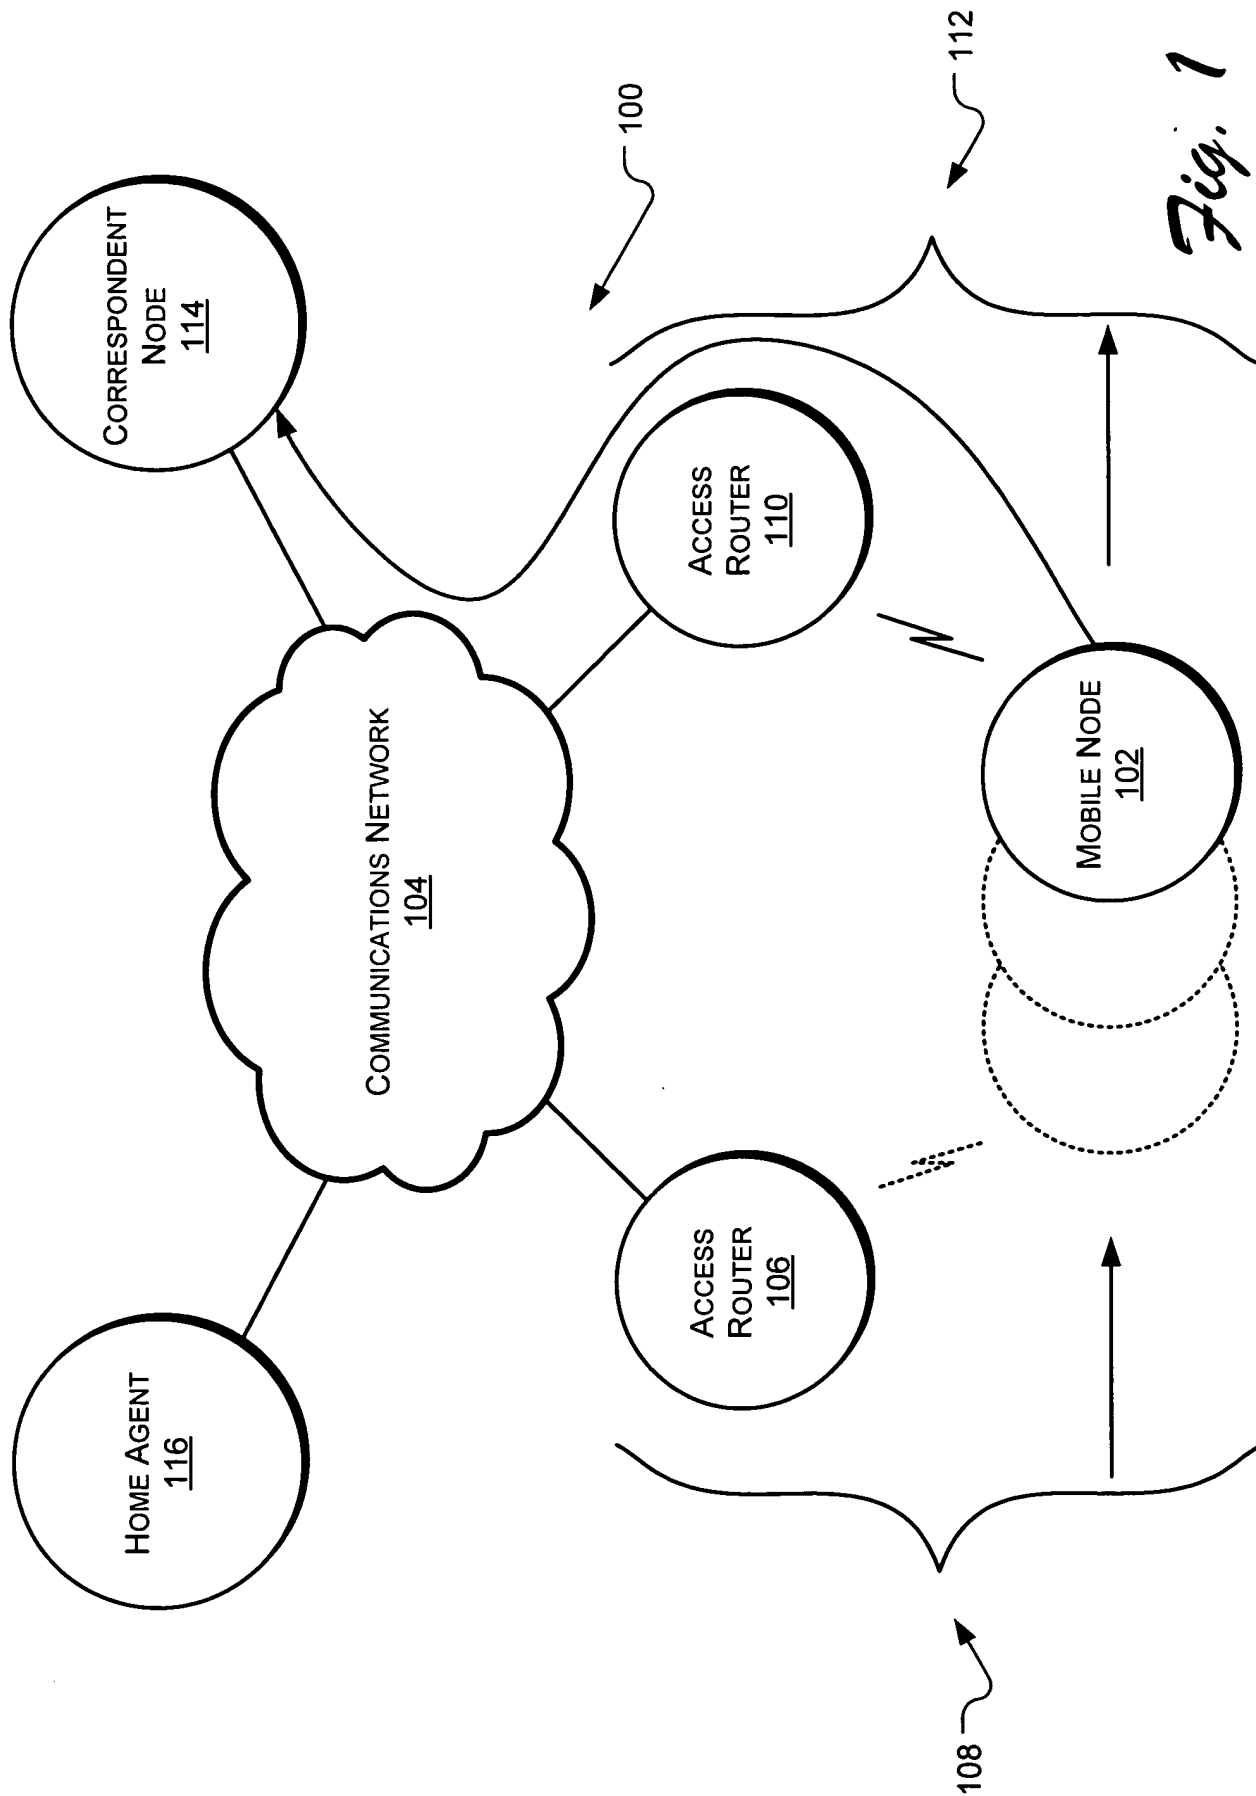 HOME AGENT
116
CORRESPONDENT
NODE
114
COMMUNICATIONS NETWORK
104
100
ACCESS
ROUTER
106
ACCESS
ROUTER
110
108
112
MOBILE NODE
102
Fig. 1